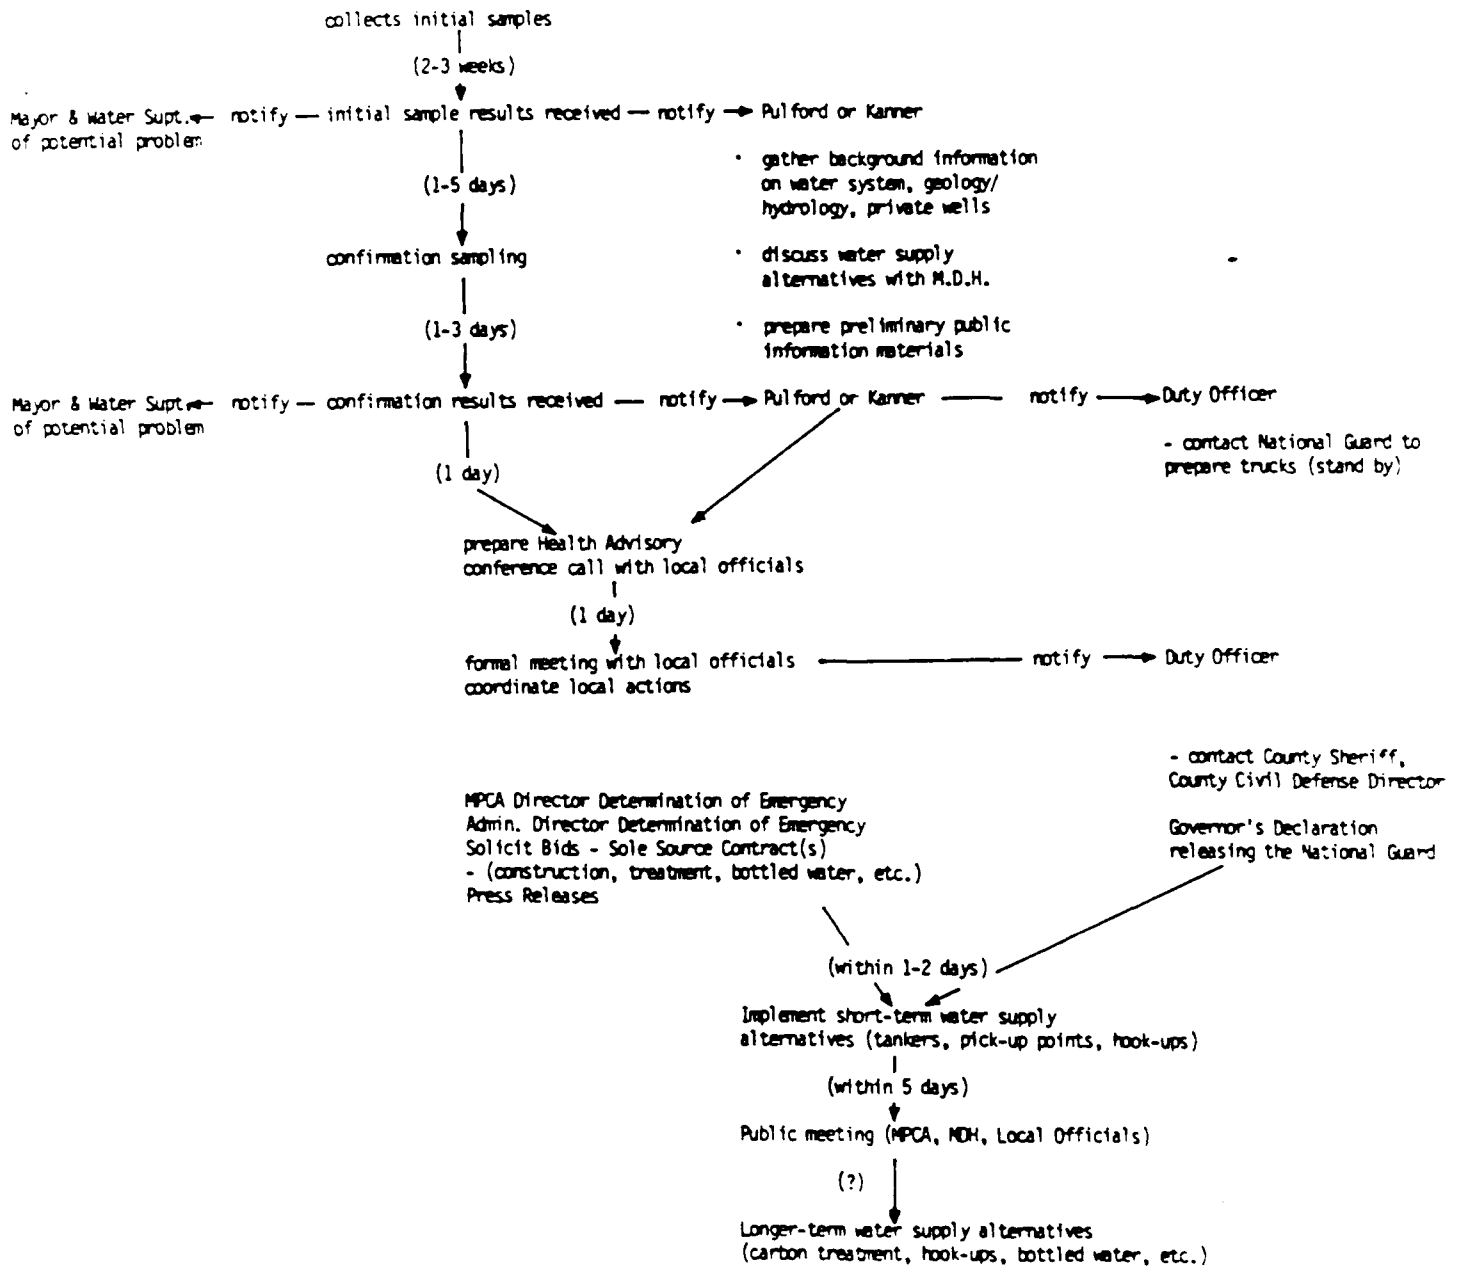 collects initial samples
(2-3 weeks)
Mayor & Water Supt. notify initial sample results received notify Pulford or Kanner
of potential problem
· gather background information
on water system, geology/
hydrology, private wells
(1-5 days)
confirmation sampling
· discuss water supply
alternatives with M.D.H.
(1-3 days)
· prepare preliminary public
information materials
Mayor & Water Supt. notify confirmation results received notify Pulford or Kanner notify Duty Officer
of potential problem
- contact National Guard to
prepare trucks (stand by)
(1 day)
prepare Health Advisory
conference call with local officials
(1 day)
formal meeting with local officials notify Duty Officer
coordinate local actions
- contact County Sheriff,
County Civil Defense Director
MPCA Director Determination of Emergency
Admin. Director Determination of Emergency
Solicit Bids - Sole Source Contract(s)
- (construction, treatment, bottled water, etc.)
Press Releases
Governor's Declaration
releasing the National Guard
(within 1-2 days)
Implement short-term water supply
alternatives (tankers, pick-up points, hook-ups)
(within 5 days)
Public meeting (MPCA, MDH, Local Officials)
(?)
Longer-term water supply alternatives
(carbon treatment, hook-ups, bottled water, etc.)